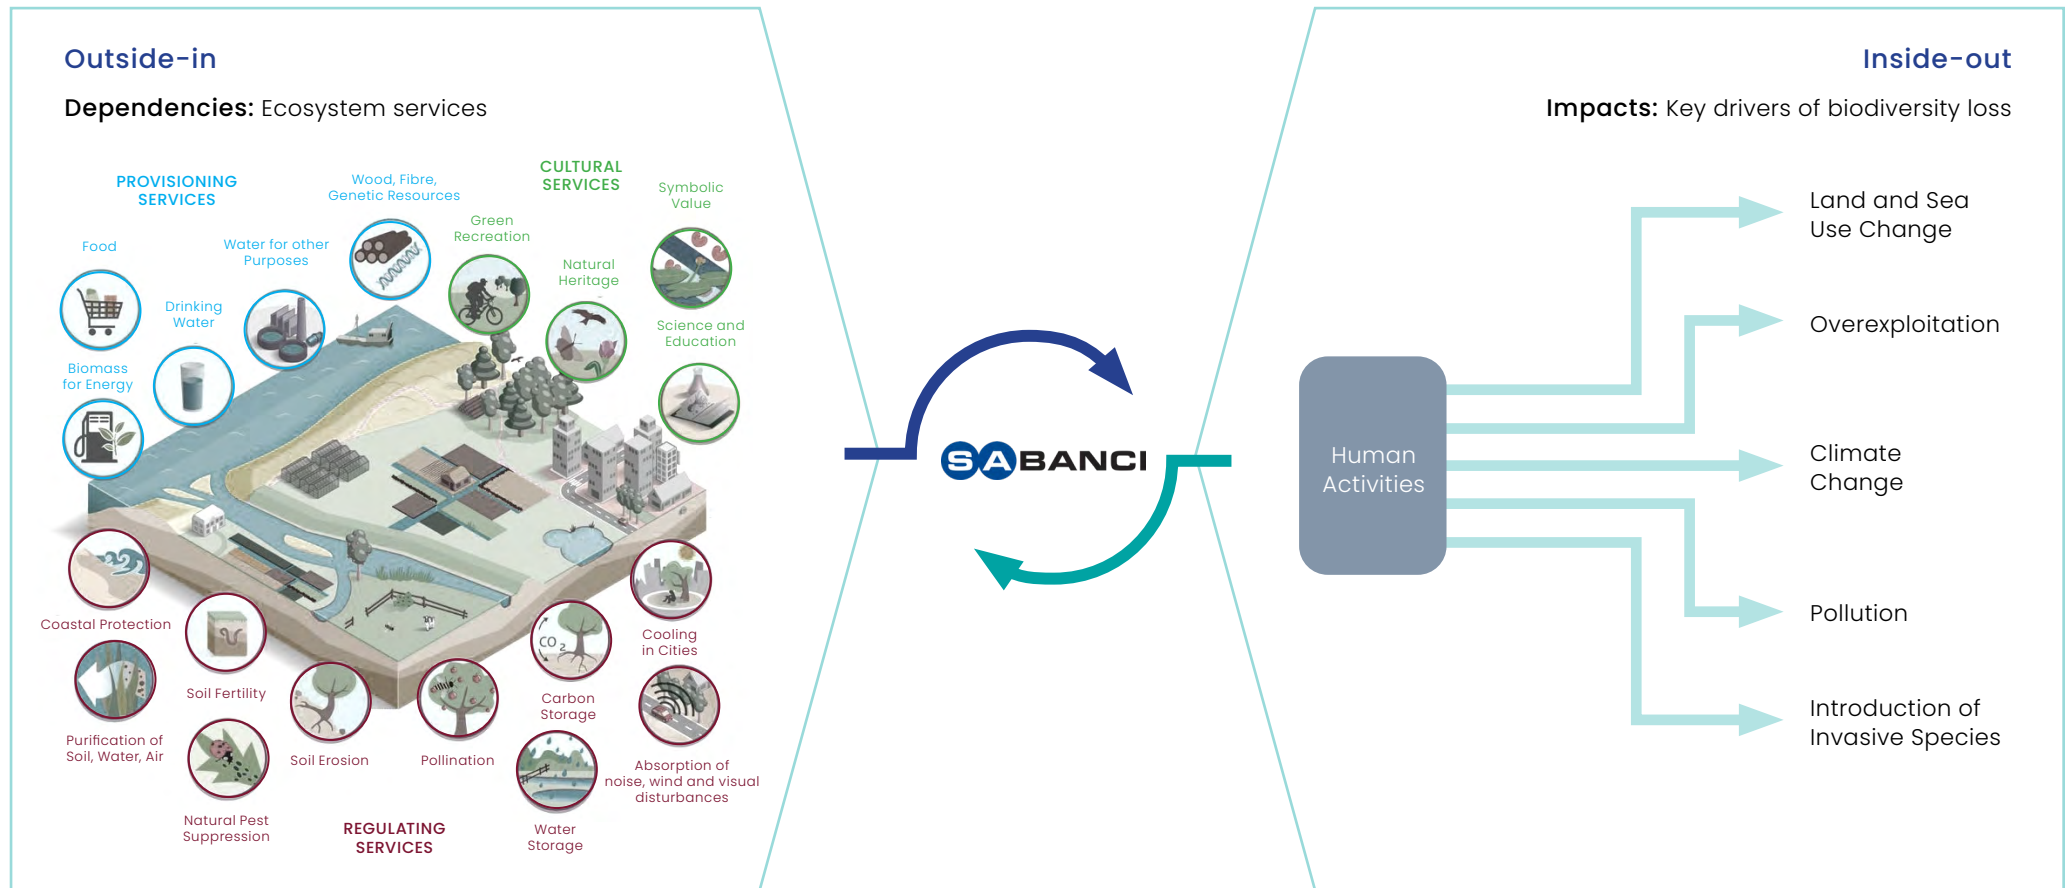 Outside-in
Dependencies: Ecosystem services
PROVISIONING
SERVICES
Food
Biomass
for Energy
Drinking
Water
Water for other
Purposes
Wood, Fibre,
Genetic Resources
CULTURAL
SERVICES
Green
Recreation
Natural
Heritage
Symbolic
Value
Science and
Education
Coastal Protection
Purification of
Soil, Water, Air
Soil Fertility
Natural Pest
Suppression
Soil Erosion
Pollination
CO2
Carbon
Storage
Water
Storage
Cooling
in Cities
Absorption of
noise, wind and visual
disturbances
REGULATING
SERVICES
SABANCI
Inside-out
Impacts: Key drivers of biodiversity loss
Human
Activities
Land and Sea
Use Change
Overexploitation
Climate
Change
Pollution
Introduction of
Invasive Species